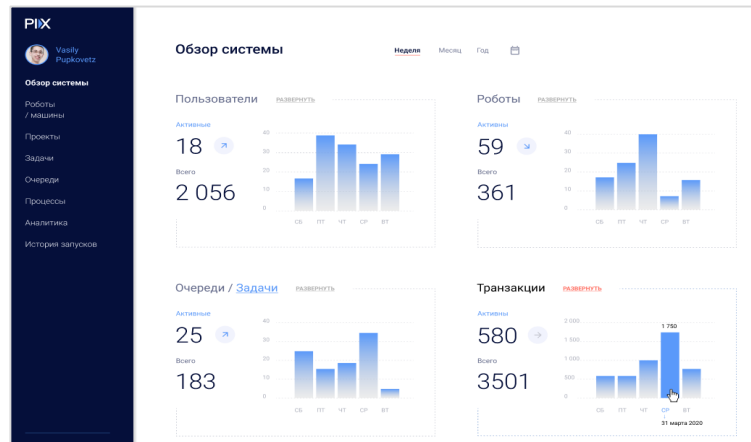 PIX
Vasily
Pupkovetz
Обзор системы
Роботы
/ машины
Проекты
Задачи
Очереди
Процессы
Аналитика
История запусков
Обзор системы
Неделя Месяц Год
Пользователи РАЗВЕРНУТЬ
Активные
18
Всего
2 056
40
30
20
10
0
СБ ПТ ЧТ СР ВТ
Роботы РАЗВЕРНУТЬ
Активны
59
Всего
361
40
30
20
10
0
СБ ПТ ЧТ СР ВТ
Очереди / Задачи РАЗВЕРНУТЬ
Активные
25
Всего
183
40
30
20
10
0
СБ ПТ ЧТ СР ВТ
Транзакции РАЗВЕРНУТЬ
Активны
580
Всего
3501
2 000
1 500
1 000
500
0
1 750
СБ ПТ ЧТ СР ВТ
31 марта 2020